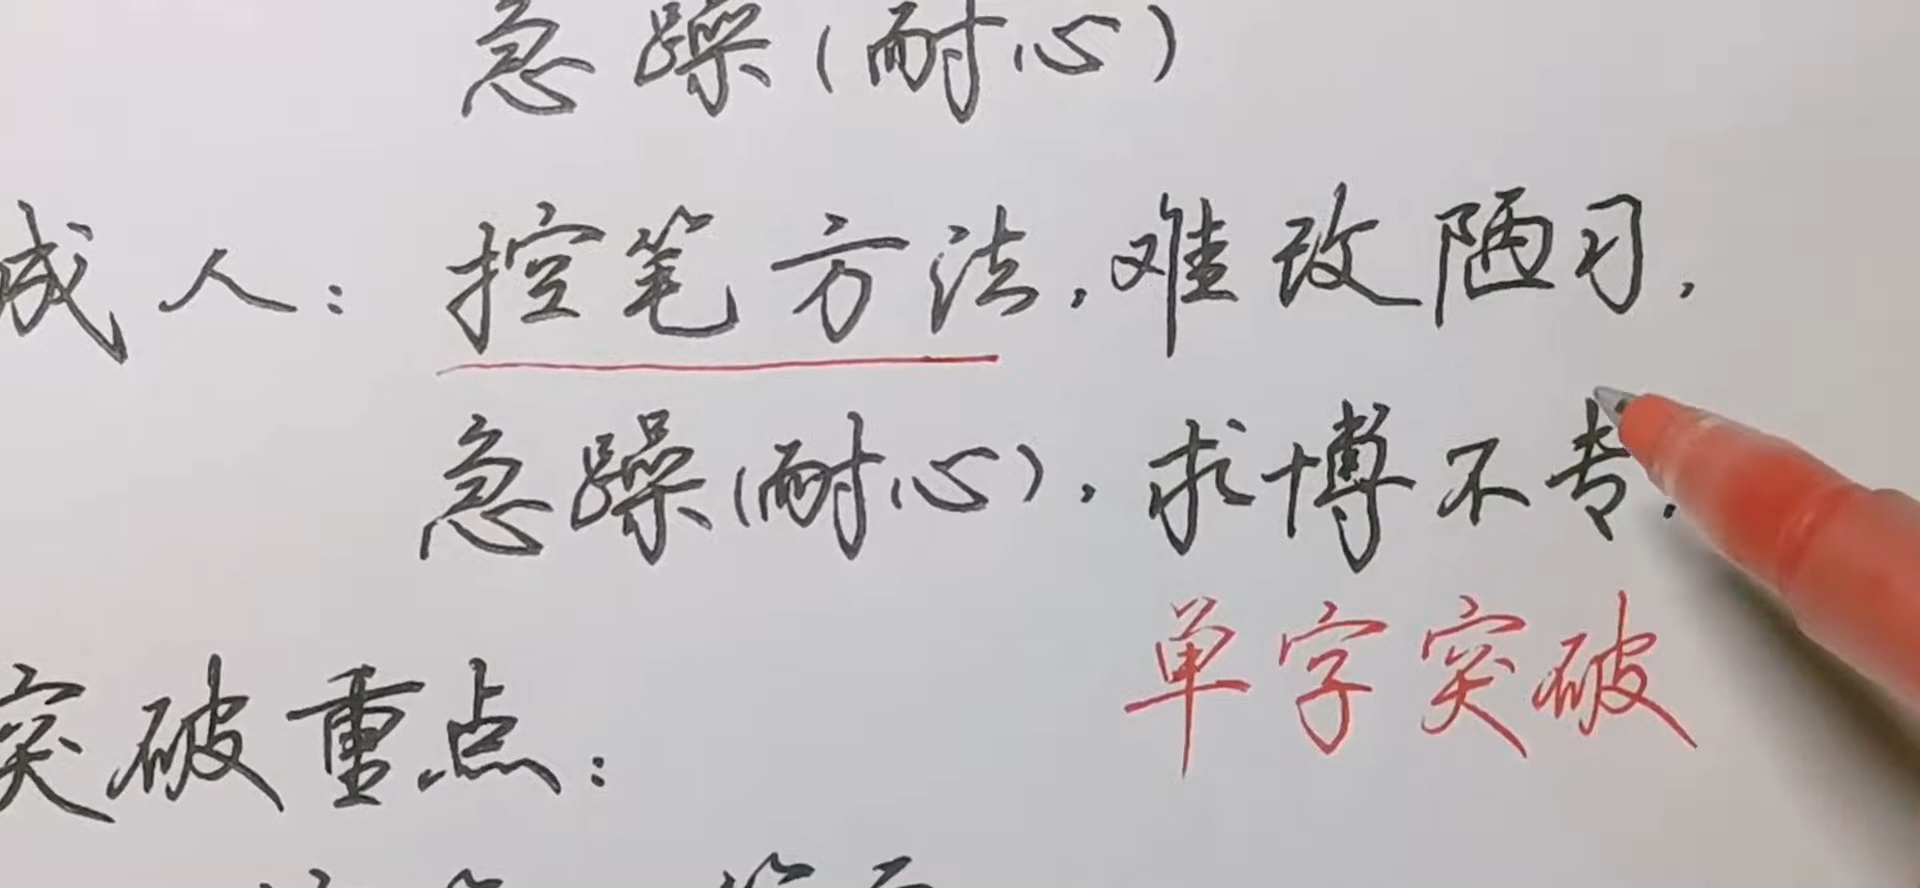 急躁(耐心)
成人:控笔方法,难改陋习,
急躁(耐心),求博不专.
单字突破
突破重点: